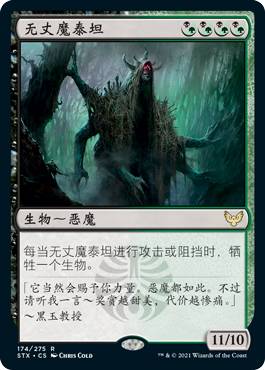 无丈魔泰坦
生物～恶魔
每当无丈魔泰坦进行攻击或阻挡时，牺
牲一个生物。
「它当然会赐予你力量，恶魔都如此。不过
请听我一言～奖赏越甜美，代价越惨痛。」
～黑玉教授
11/10
174/275 R
STX • CS CHRIS COLD
™ & © 2021 Wizards of the Coast